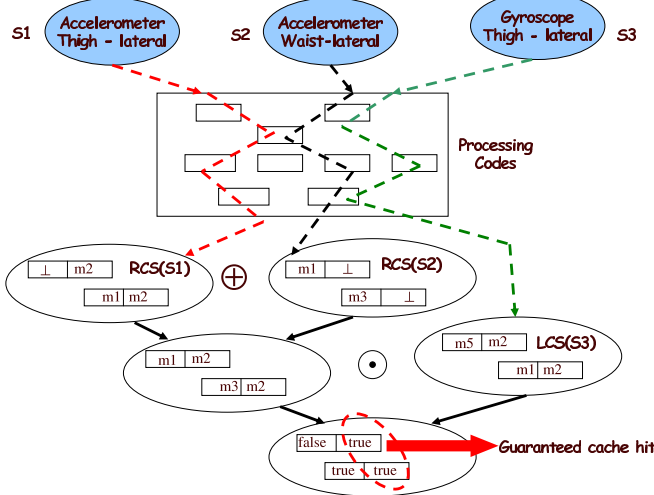 S1
Accelerometer
Thigh - lateral
S2
Accelerometer
Waist-lateral
Gyroscope
Thigh - lateral
S3
Processing
Codes
⊥ m2
RCS(S1)
m1 m2
⊕
m1 ⊥
RCS(S2)
m3 ⊥
m1 m2
m3 m2
⊙
m5 m2
LCS(S3)
m1 m2
false true
true true
Guaranteed cache hit